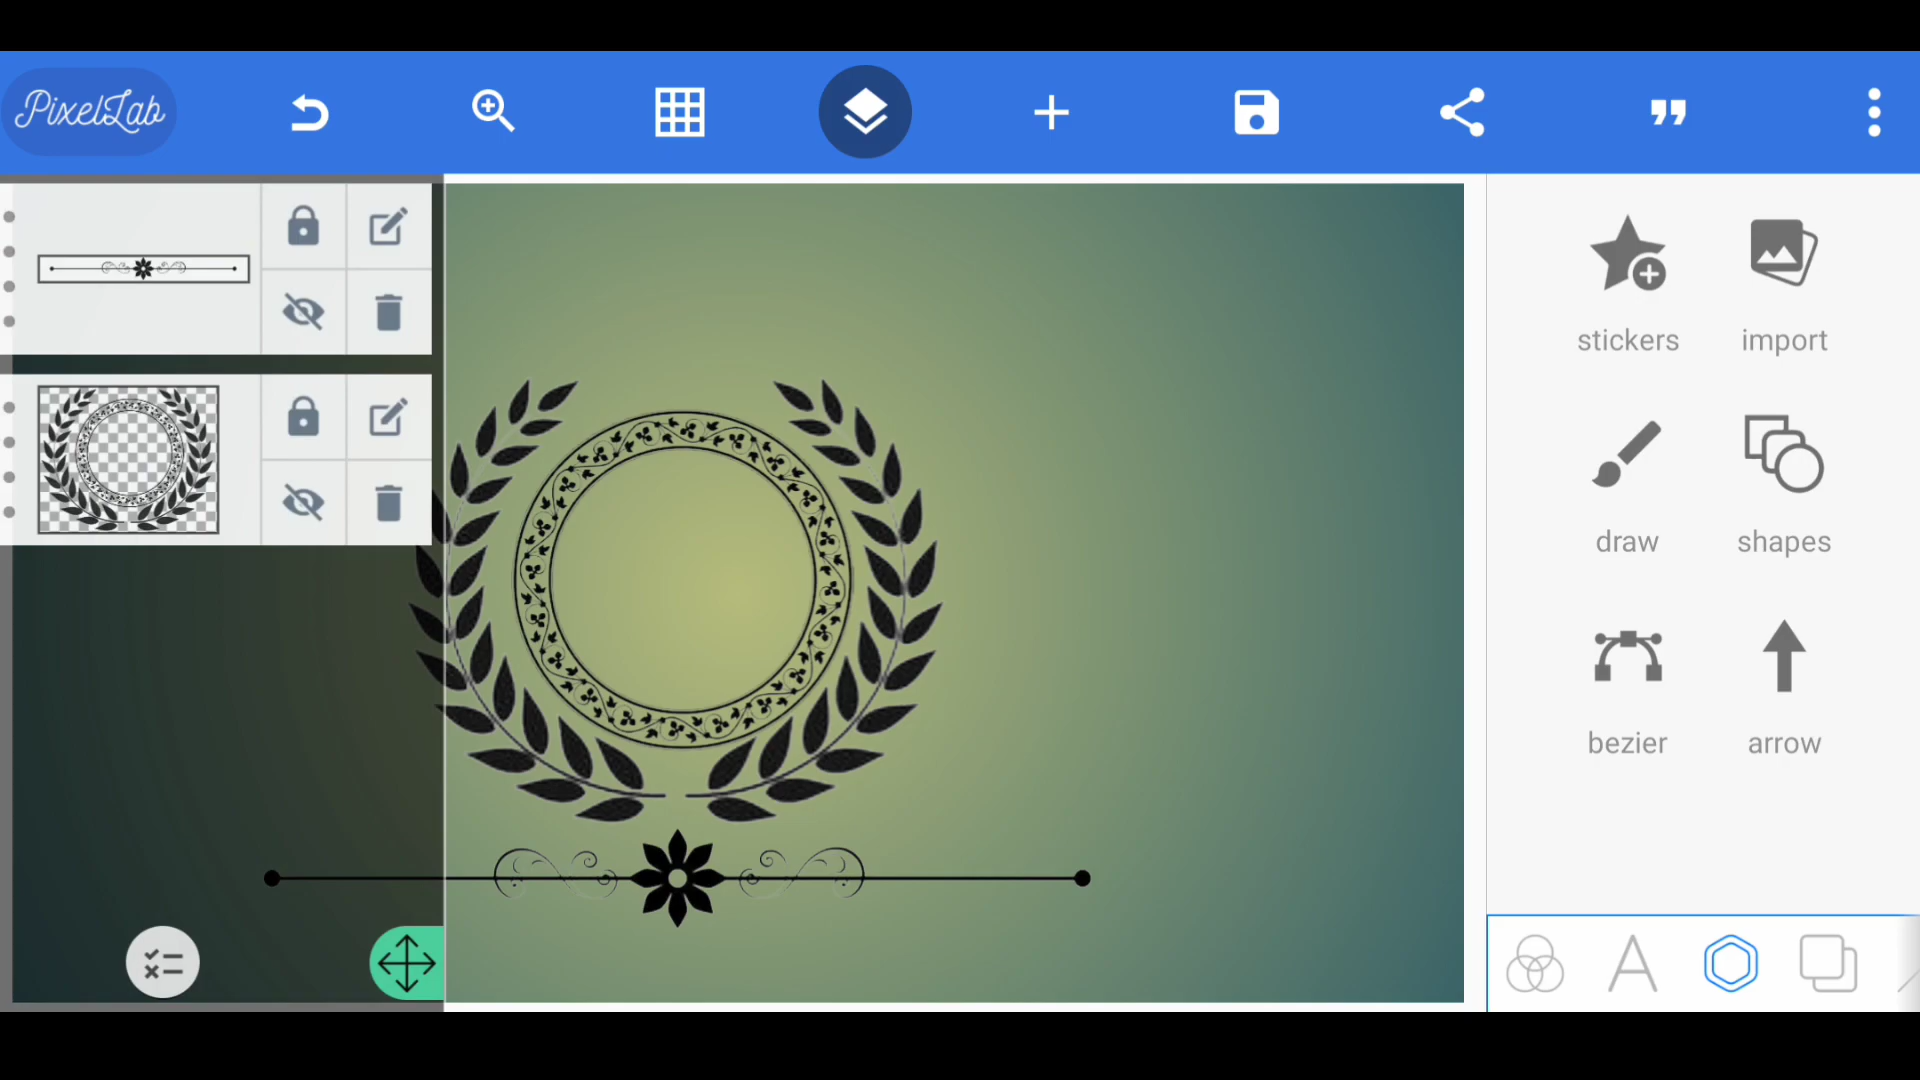 PixelLab
stickers
import
draw
shapes
bezier
arrow